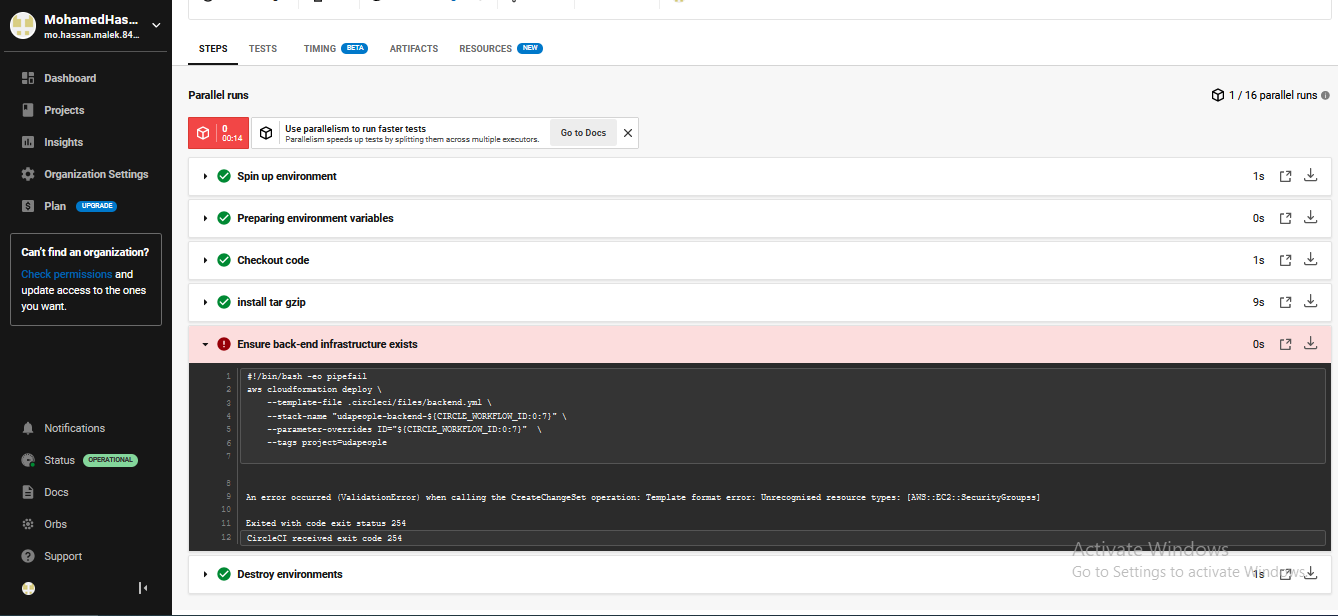 MohamedHas...
mo.hassan.malek.84...
Dashboard
Projects
Insights
Organization Settings
Plan UPGRADE
Can't find an organization?
Check permissions and
update access to the ones
you want.
Notifications
Status OPERATIONAL
Docs
Orbs
Support
STEPS TESTS TIMING BETA ARTIFACTS RESOURCES NEW
Parallel runs
1 / 16 parallel runs
0
00:14
Use parallelism to run faster tests
Parallelism speeds up tests by splitting them across multiple executors.
Go to Docs
Spin up environment 1s
Preparing environment variables 0s
Checkout code 1s
install tar gzip 9s
Ensure back-end infrastructure exists 0s
1 #!/bin/bash -eo pipefail
2 aws cloudformation deploy \
3 --template-file .circleci/files/backend.yml \
4 --stack-name "udapeople-backend-${CIRCLE_WORKFLOW_ID:0:7}" \
5 --parameter-overrides ID="${CIRCLE_WORKFLOW_ID:0:7}" \
6 --tags project=udapeople
7
8
9 An error occurred (ValidationError) when calling the CreateChangeSet operation: Template format error: Unrecognized resource types: [AWS::EC2::SecurityGroupss]
10
11 Exited with code exit status 254
12 CircleCI received exit code 254
Destroy environments 1s
Activate Windows
Go to Settings to activate Windows.